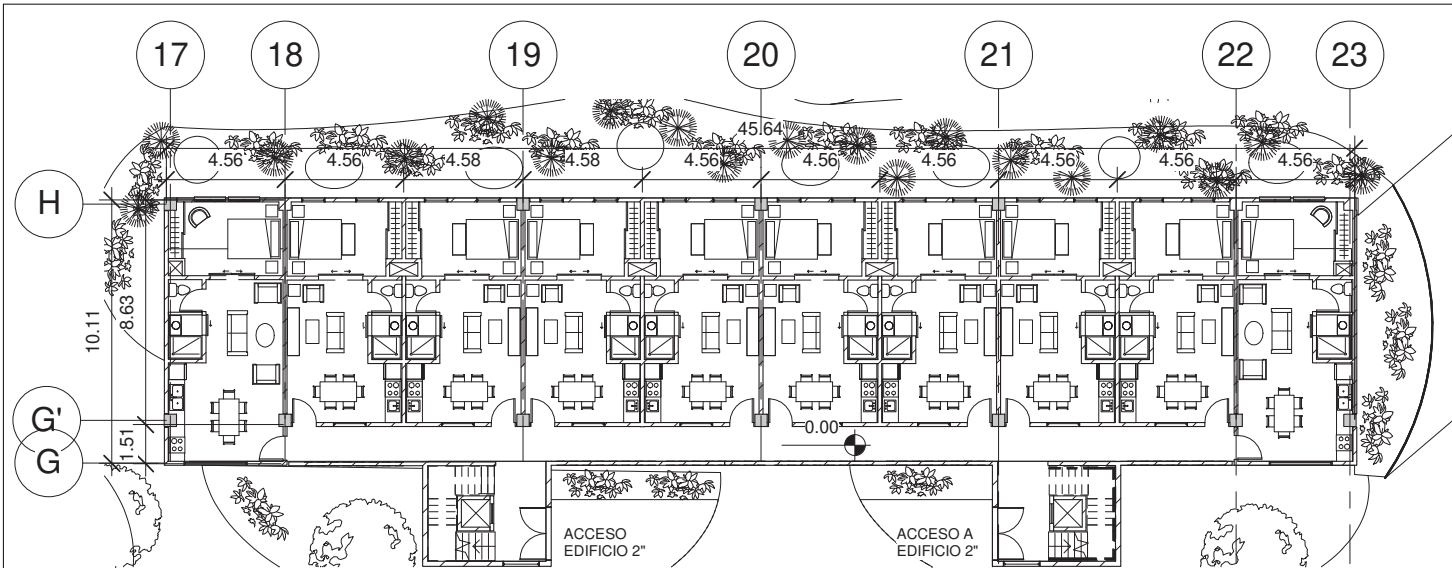 17 18 19 20 21 22 23
45.64
4.56 4.56 4.58 4.58 4.56 4.56 4.56 4.56 4.56 4.56
H
8.63
10.11
G'
1.51
0.00
G
ACCESO
EDIFICIO 2"
ACCESO A
EDIFICIO 2"